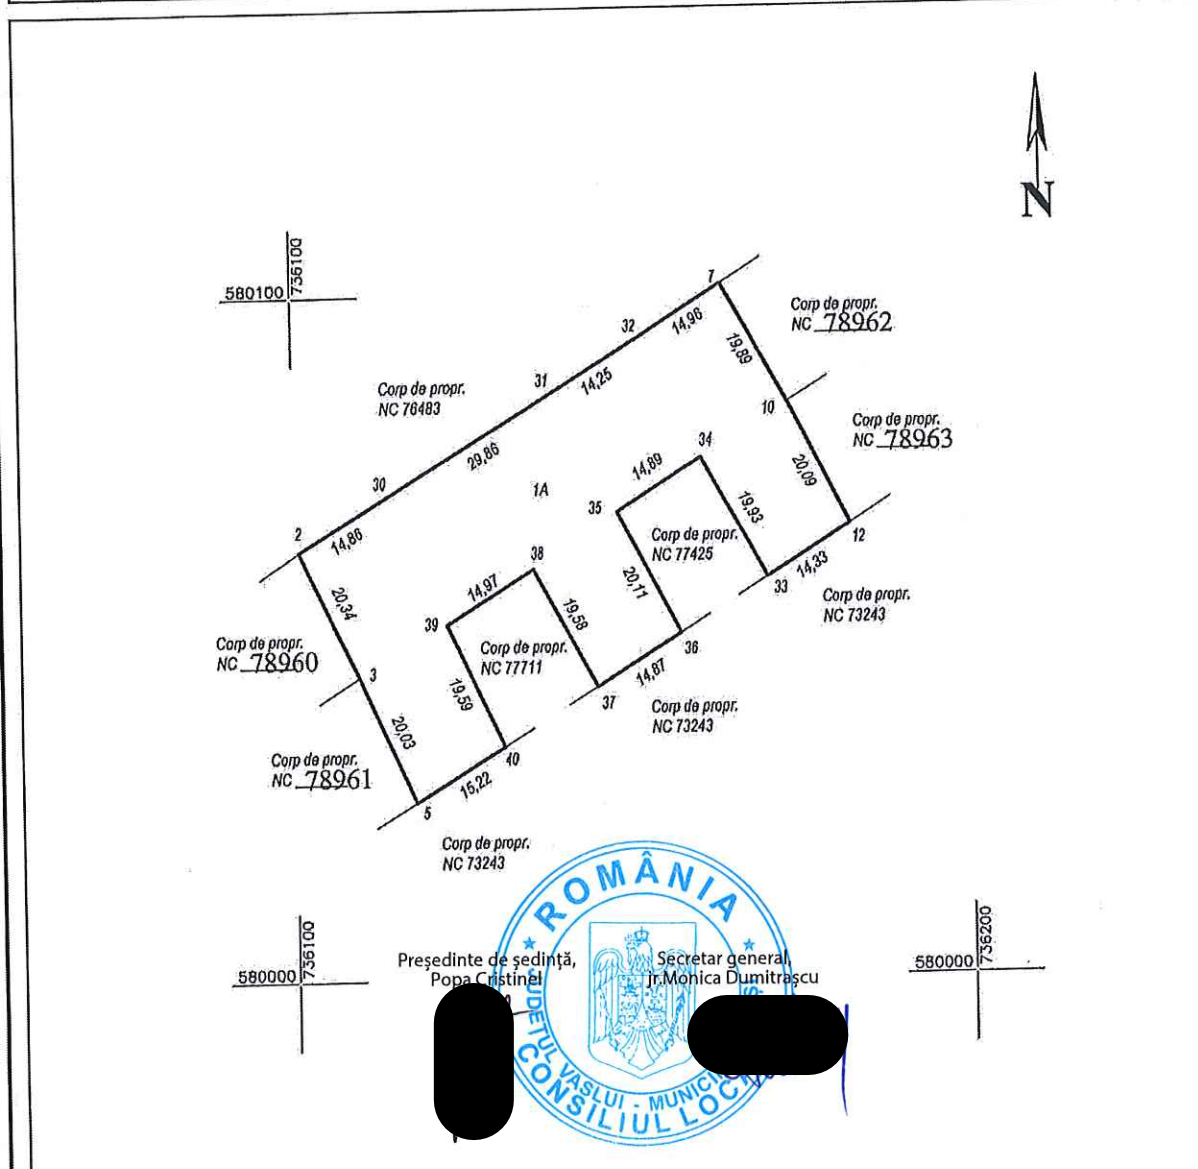 N
736100
580100
7
Corp de propr.
NC 78962
32
14,96
19,89
31
14,25
Corp de propr.
NC 76483
10
Corp de propr.
NC 78963
29,86
34
14,89
20,09
30
1A
35
19,93
2
14,86
Corp de propr.
NC 77425
12
38
14,33
33
20,34
14,97
19,58
20,11
Corp de propr.
NC 73243
39
Corp de propr.
NC 78960
Corp de propr.
NC 77711
36
3
14,87
19,59
37
Corp de propr.
NC 73243
20,03
Corp de propr.
NC 78961
40
15,22
5
Corp de propr.
NC 73243
ROMÂNIA
736100
580000
736200
580000
Președinte de ședință,
Popa Cristinel
Secretar general,
jr.Monica Dumitrașcu
JUDEȚUL VASLUI - MUNICI
CONSILIUL LOC